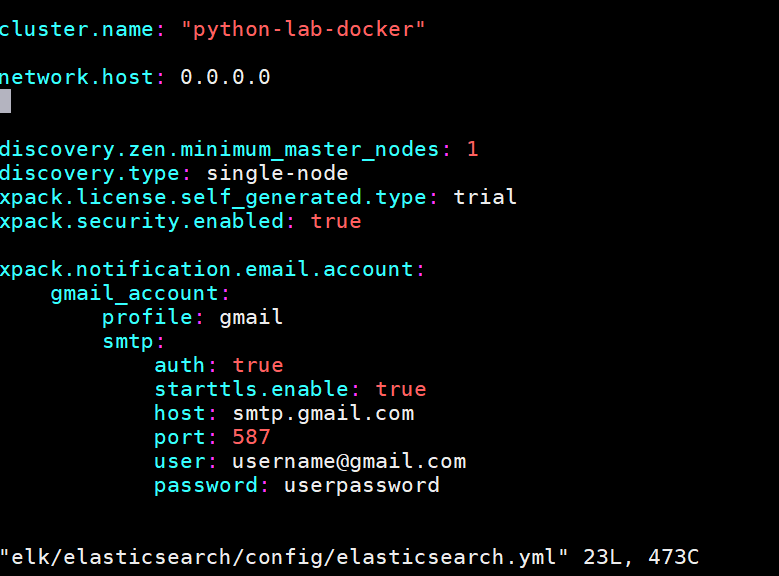 cluster.name: "python-lab-docker"
network.host: 0.0.0.0
discovery.zen.minimum_master_nodes: 1
discovery.type: single-node
xpack.license.self_generated.type: trial
xpack.security.enabled: true
xpack.notification.email.account:
    gmail_account:
        profile: gmail
        smtp:
            auth: true
            starttls.enable: true
            host: smtp.gmail.com
            port: 587
            user: username@gmail.com
            password: userpassword
"elk/elasticsearch/config/elasticsearch.yml" 23L, 473C